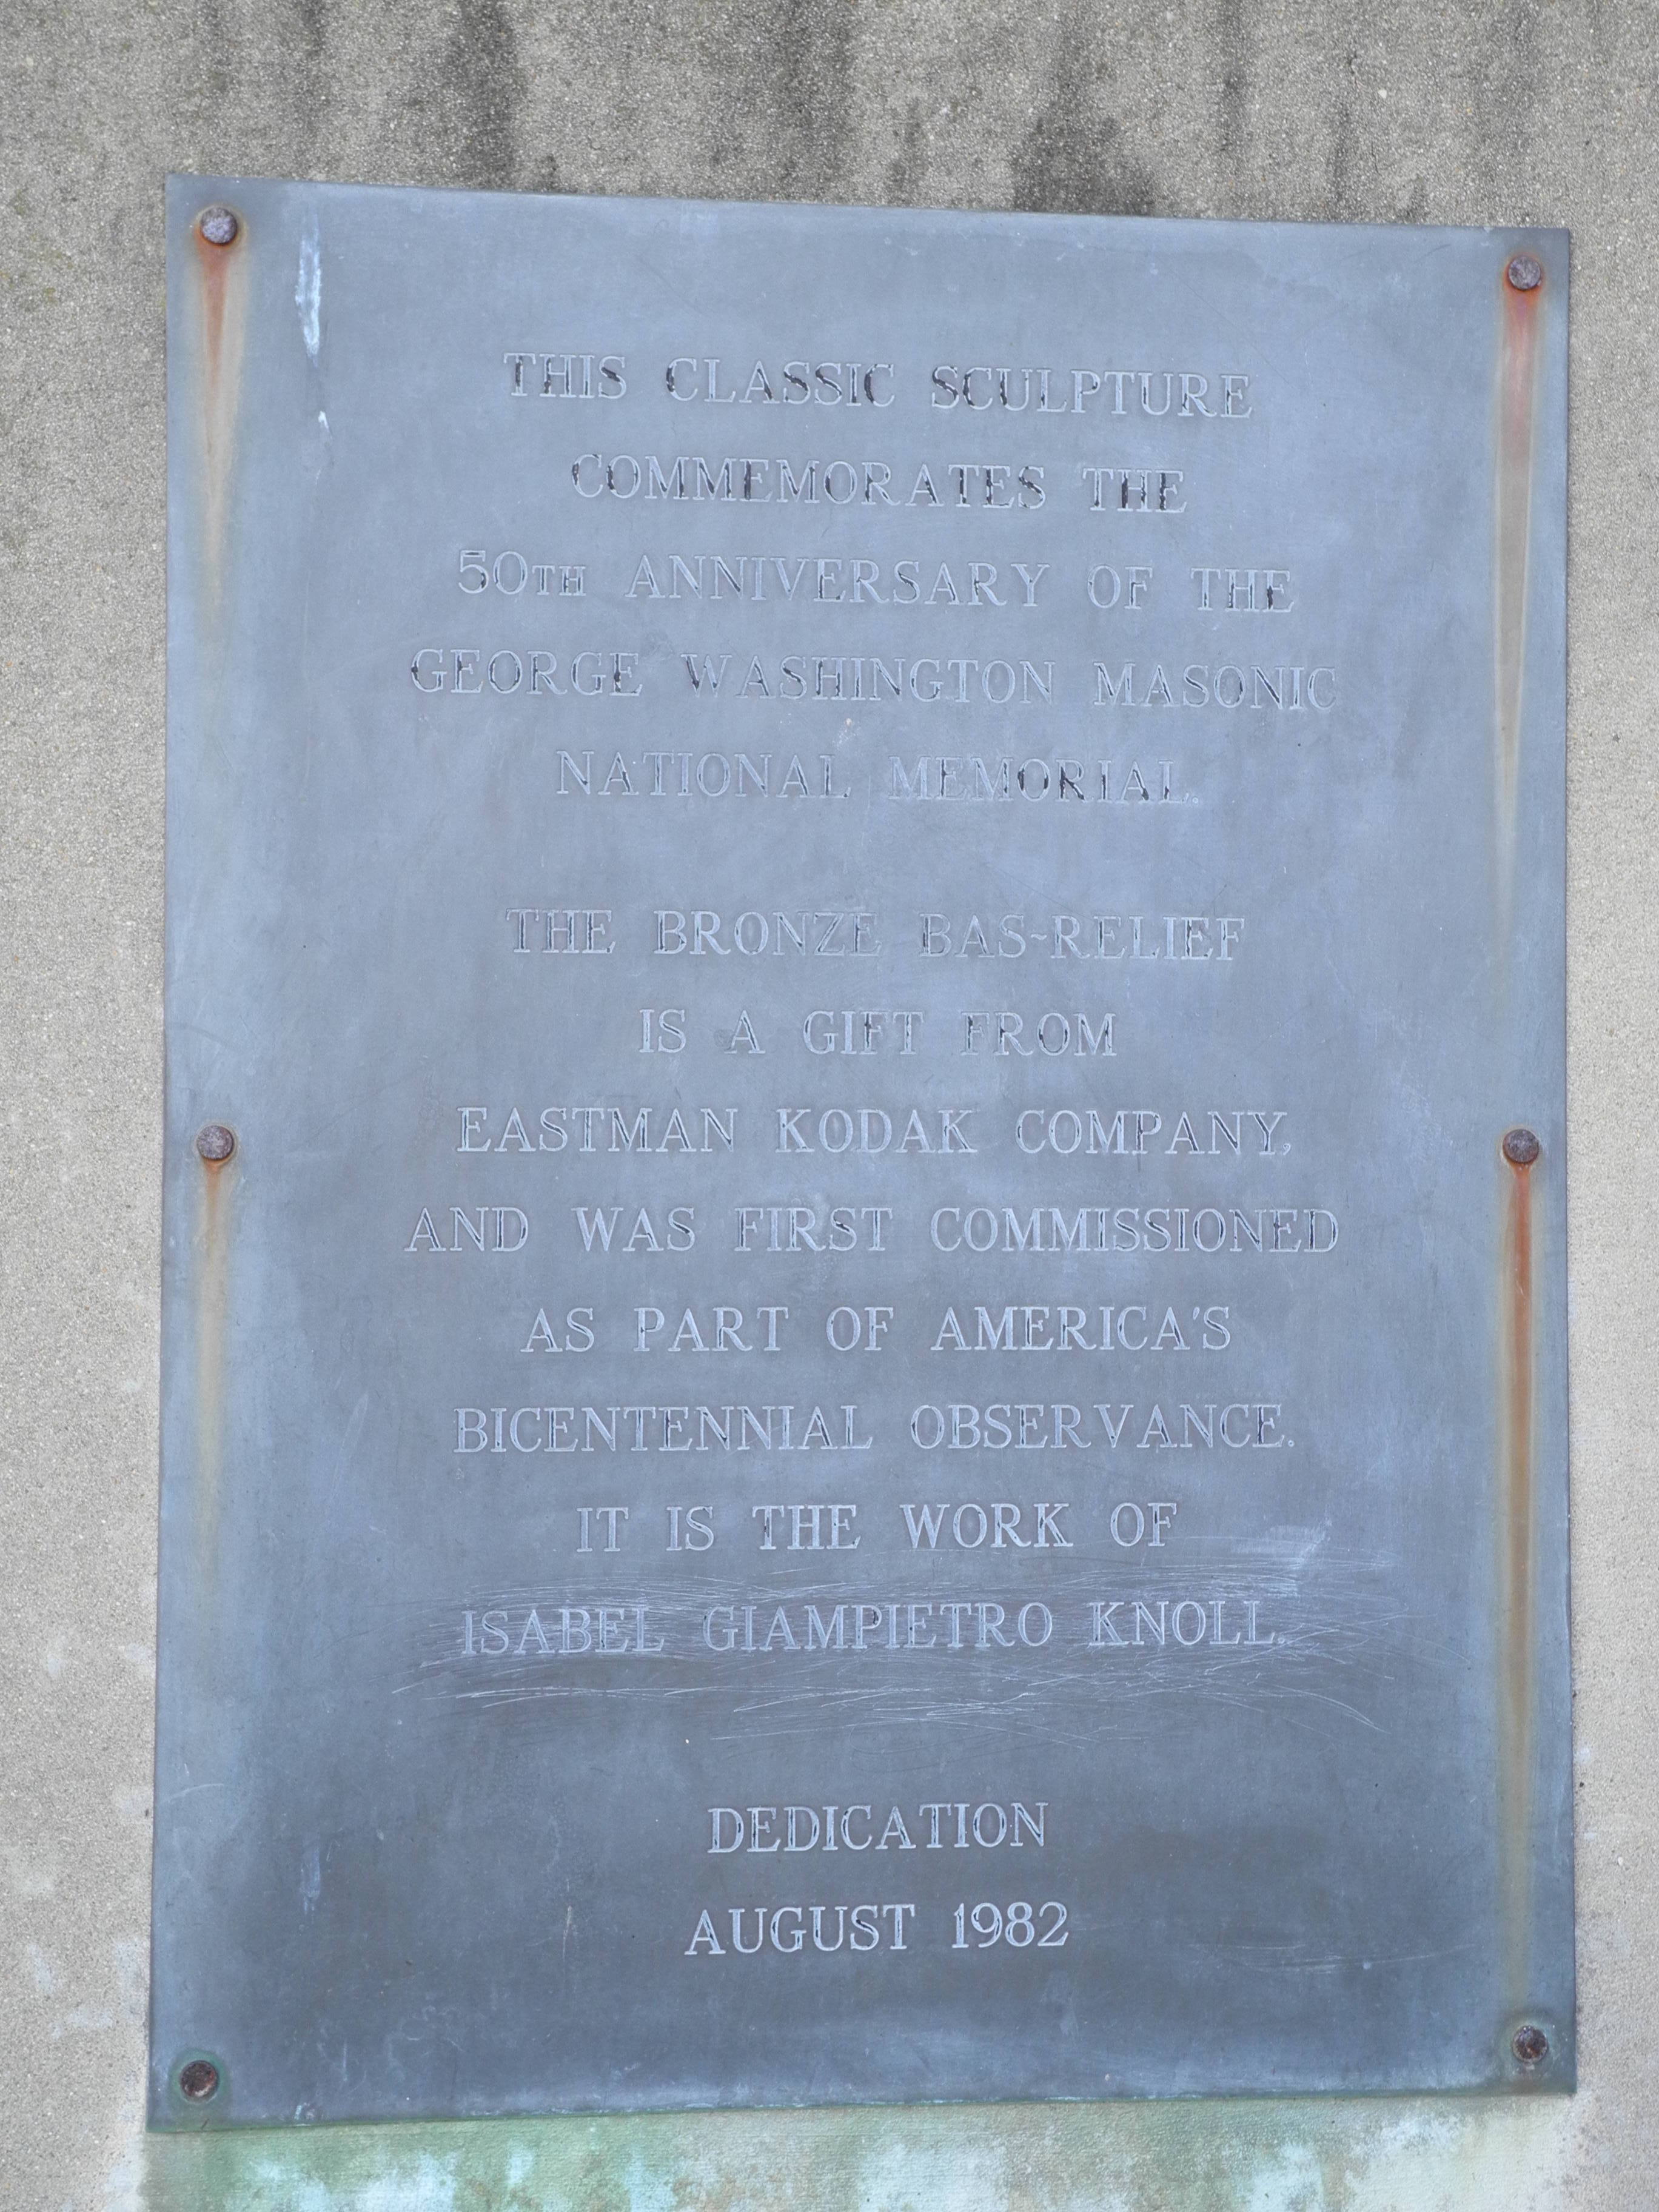 THIS CLASSIC SCULPTURE
COMMEMORATES THE
50TH ANNIVERSARY OF THE
GEORGE WASHINGTON MASONIC
NATIONAL MEMORIAL.
THE BRONZE BAS-RELIEF
IS A GIFT FROM
EASTMAN KODAK COMPANY,
AND WAS FIRST COMMISSIONED
AS PART OF AMERICA'S
BICENTENNIAL OBSERVANCE.
IT IS THE WORK OF
ISABEL GIAMPIETRO KNOLL.
DEDICATION
AUGUST 1982